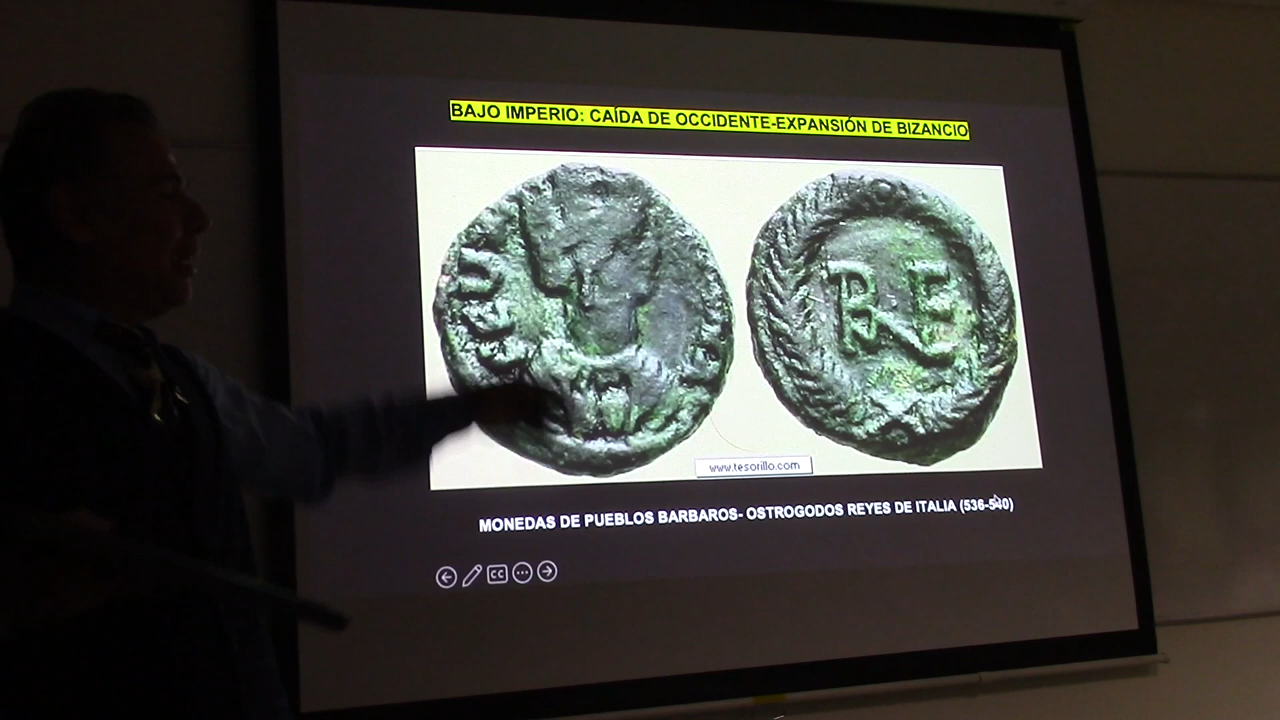 BAJO IMPERIO: CAÍDA DE OCCIDENTE-EXPANSIÓN DE BIZANCIO
RE
www.tesorillo.com
MONEDAS DE PUEBLOS BARBAROS- OSTROGODOS REYES DE ITALIA (536-540)
CC